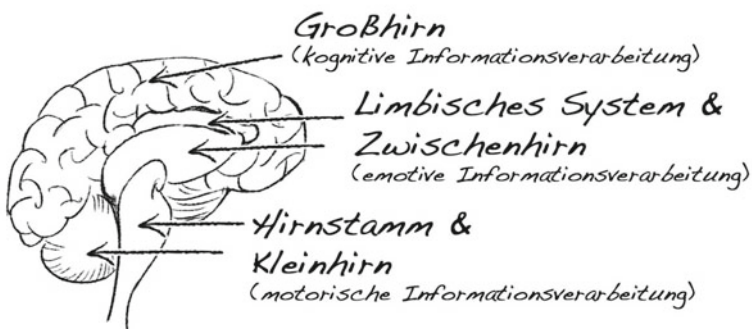 Großhirn
(kognitive Informationsverarbeitung)
Limbisches System &
Zwischenhirn
(emotive Informationsverarbeitung)
Hirnstamm &
Kleinhirn
(motorische Informationsverarbeitung)